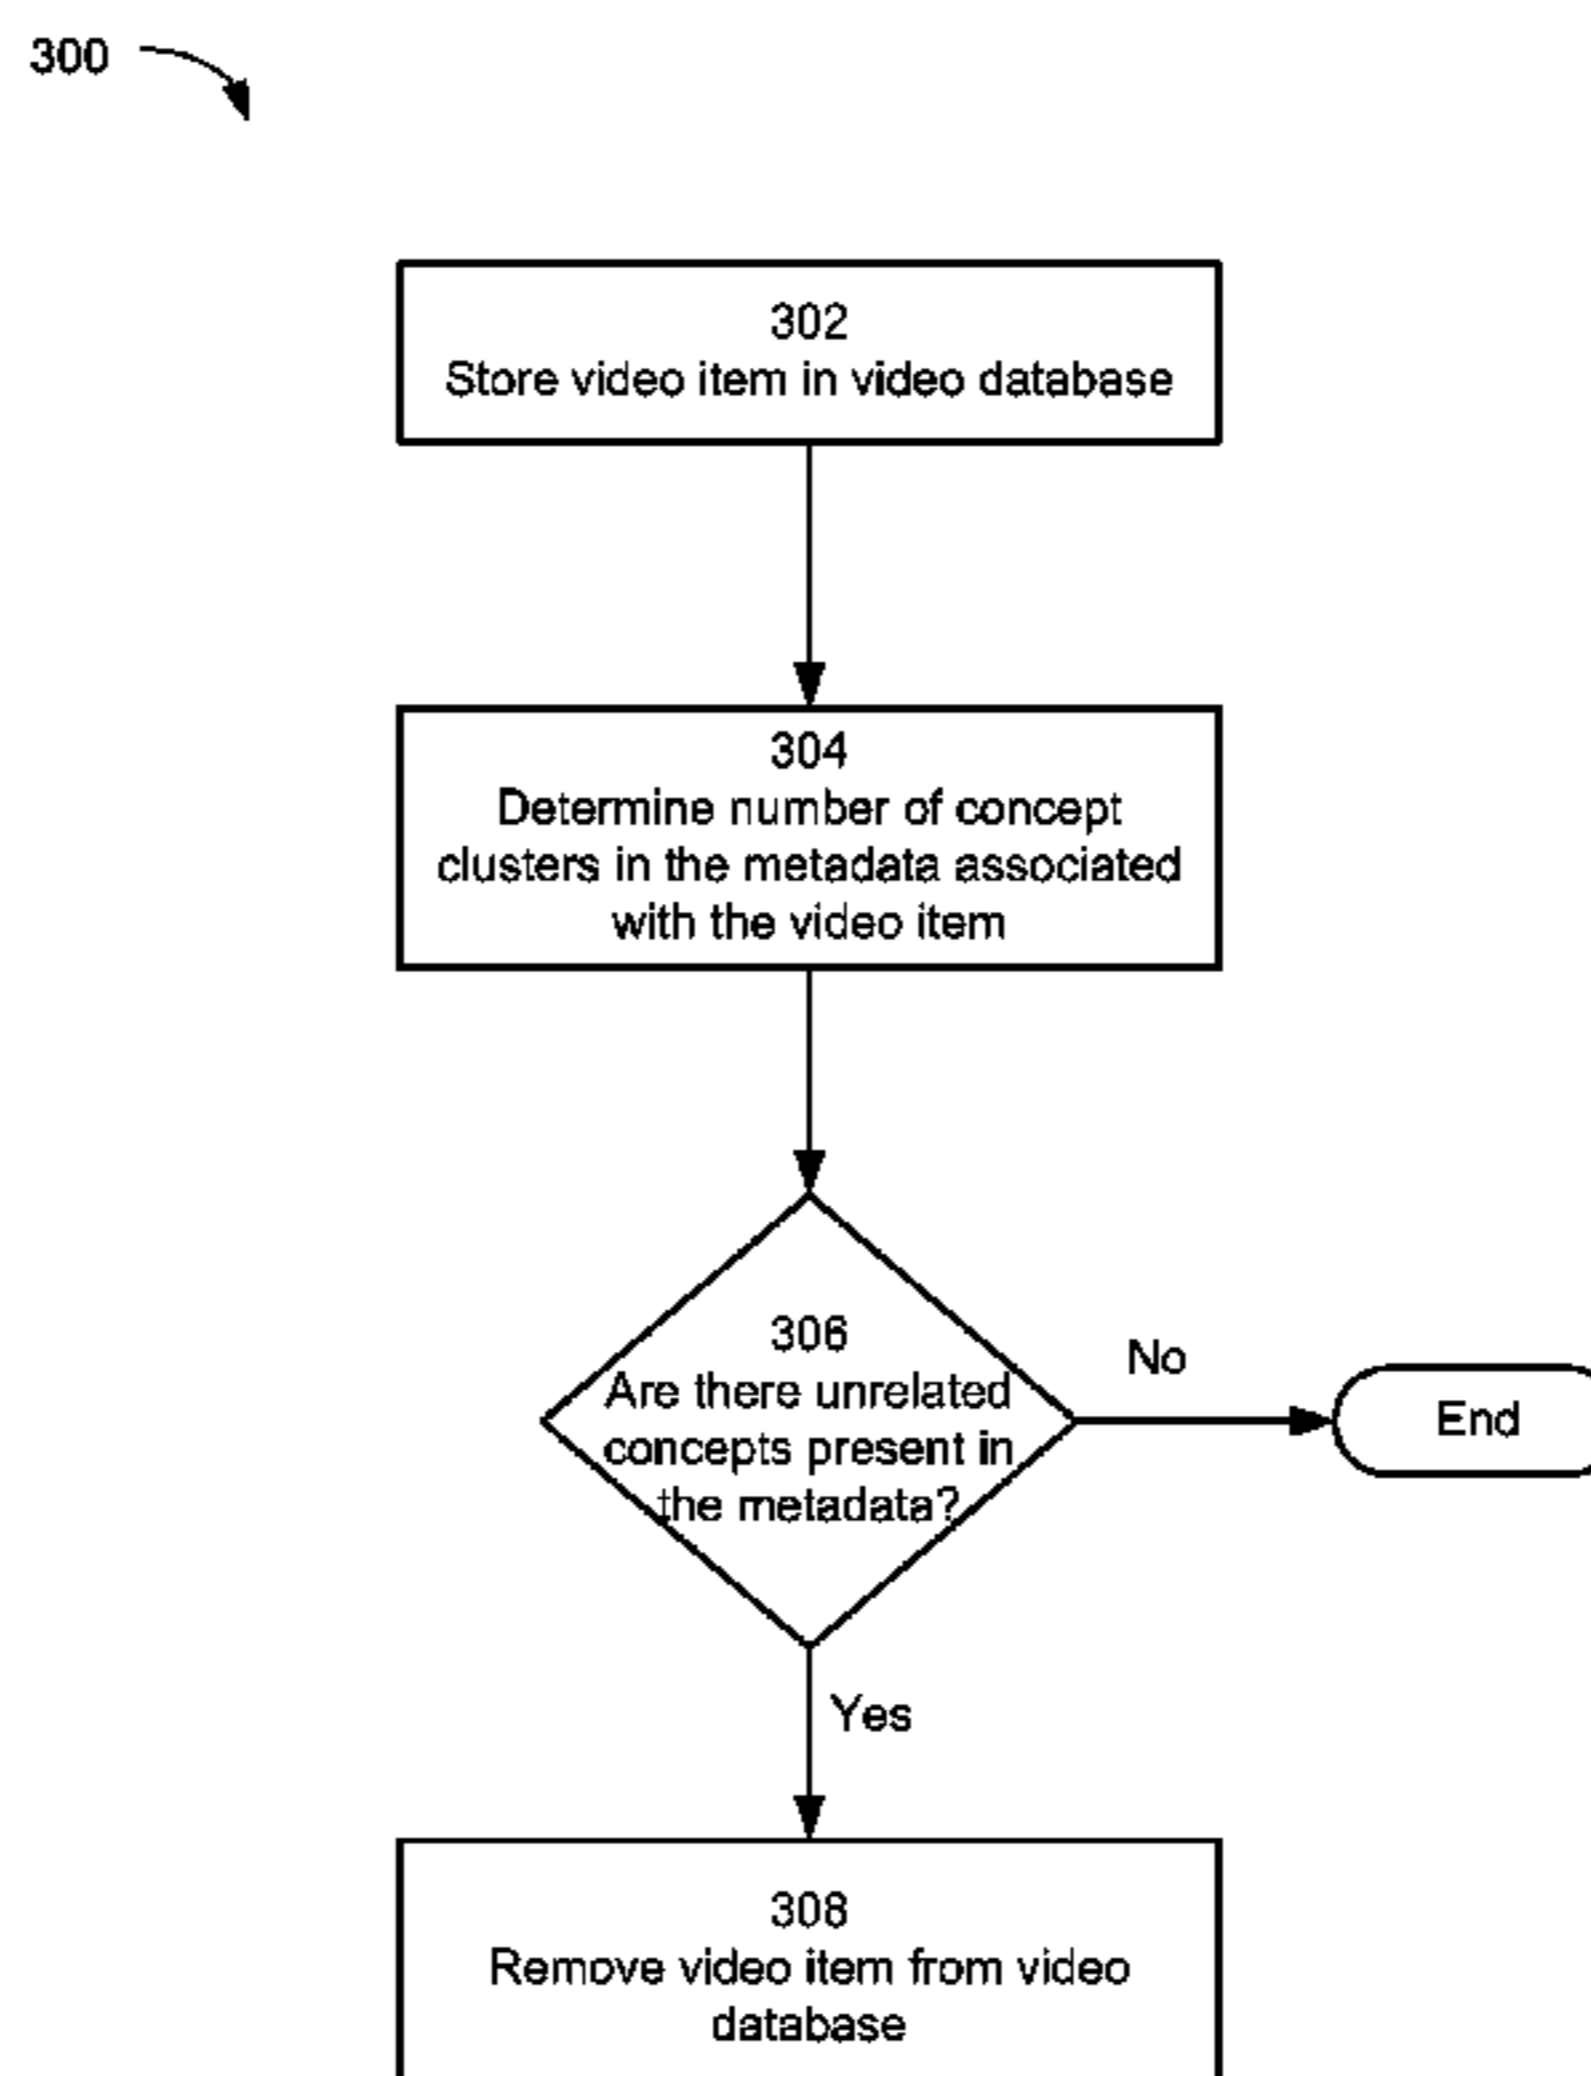 300
302
Store video item in video database
304
Determine number of concept
clusters in the metadata associated
with the video item
306
Are there unrelated
concepts present in
the metadata?
No
End
Yes
308
Remove video item from video
database